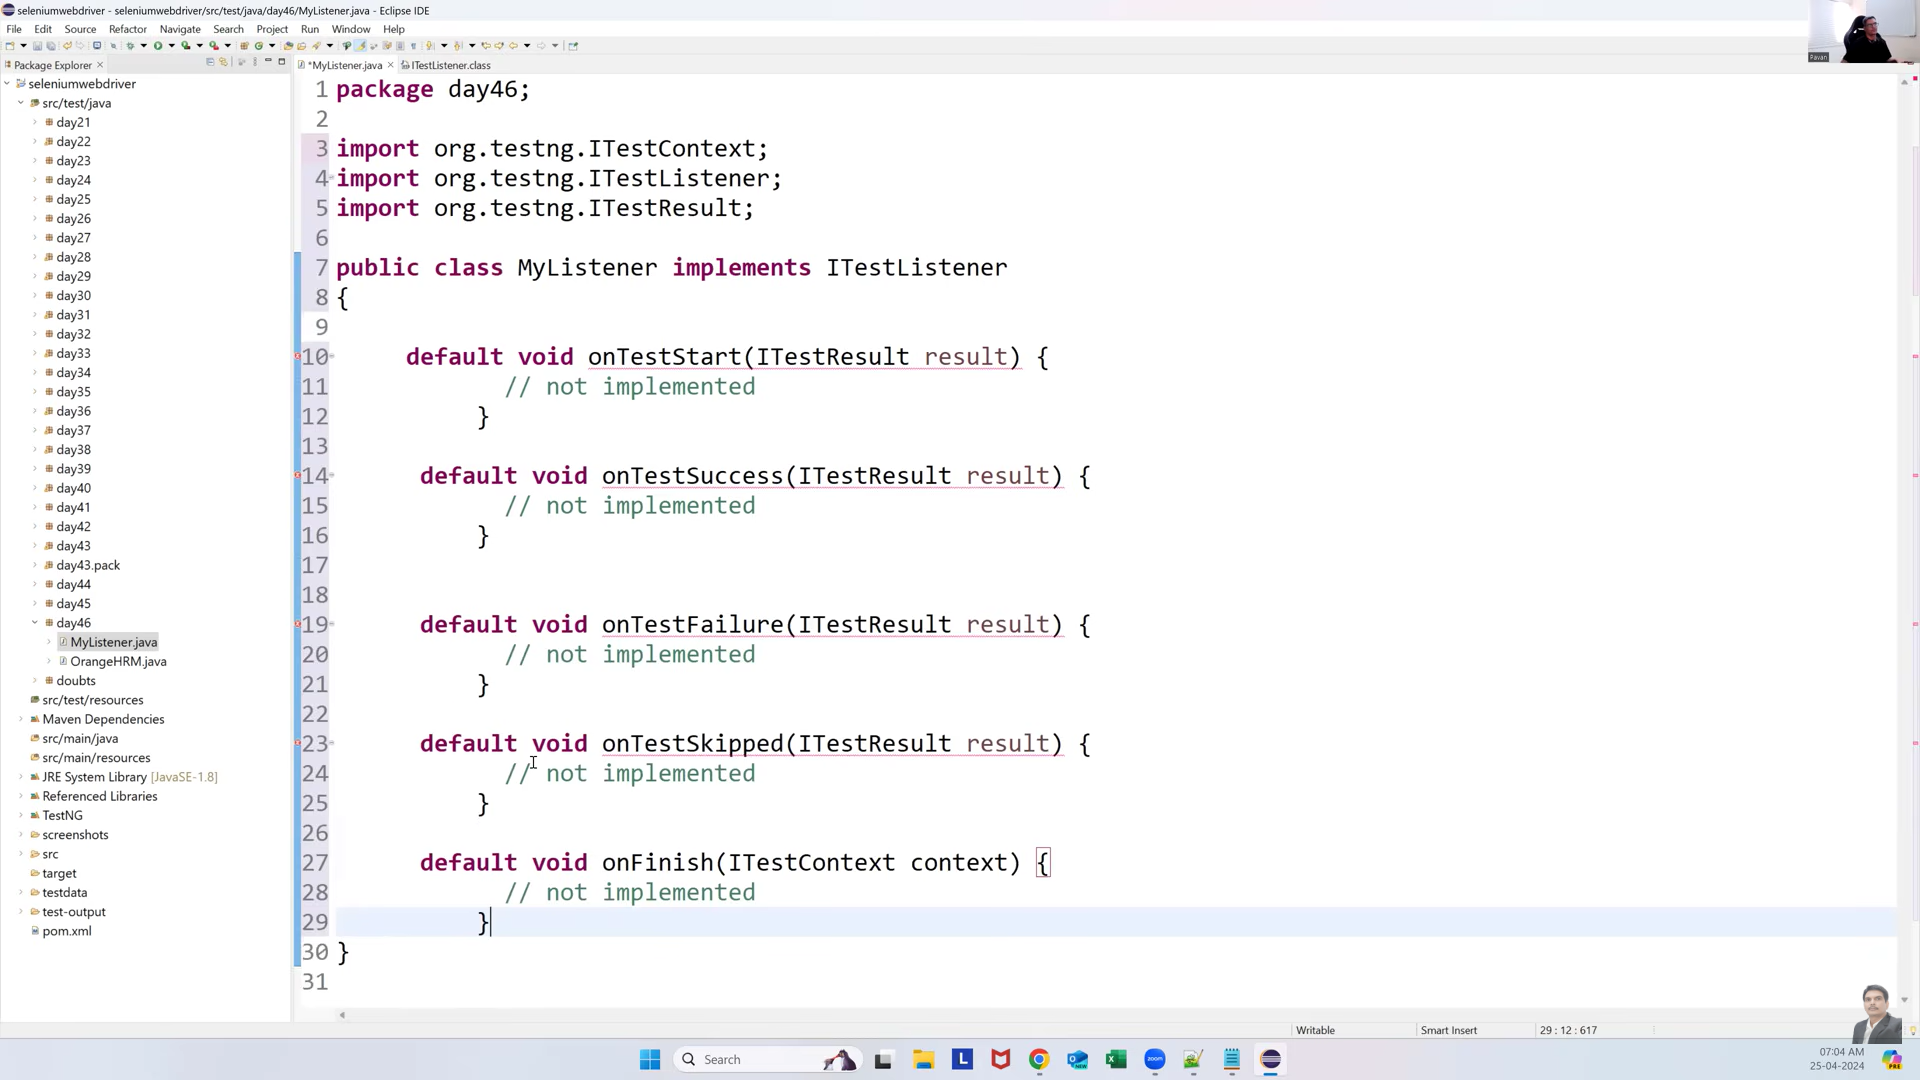 seleniumwebdriver - seleniumwebdriver/src/test/java/day46/MyListener.java - Eclipse IDE
File Edit Source Refactor Navigate Search Project Run Window Help
Package Explorer
*MyListener.java ITestListener.class
seleniumwebdriver
src/test/java
day21
day22
day23
day24
day25
day26
day27
day28
day29
day30
day31
day32
day33
day34
day35
day36
day37
day38
day39
day40
day41
day42
day43
day43.pack
day44
day45
day46
MyListener.java
OrangeHRM.java
doubts
src/test/resources
Maven Dependencies
src/main/java
src/main/resources
JRE System Library [JavaSE-1.8]
Referenced Libraries
TestNG
screenshots
src
target
testdata
test-output
pom.xml
1 package day46;
2
3 import org.testng.ITestContext;
4 import org.testng.ITestListener;
5 import org.testng.ITestResult;
6
7 public class MyListener implements ITestListener
8 {
9
10 default void onTestStart(ITestResult result) {
11 // not implemented
12 }
13
14 default void onTestSuccess(ITestResult result) {
15 // not implemented
16 }
17
18
19 default void onTestFailure(ITestResult result) {
20 // not implemented
21 }
22
23 default void onTestSkipped(ITestResult result) {
24 // not implemented
25 }
26
27 default void onFinish(ITestContext context) {
28 // not implemented
29 }
30 }
31
Pavan
Writable Smart Insert 29 : 12 : 617
Search
07:04 AM
25-04-2024